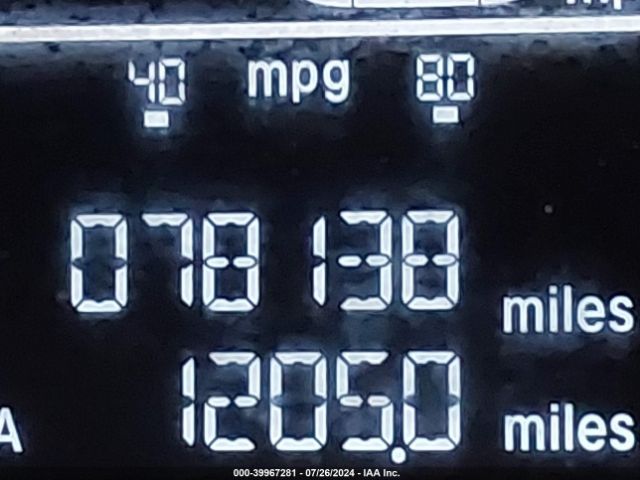 40 mpg 80
078138 miles
A 1205.0 miles
000-39967281 - 07/26/2024 - IAA Inc.